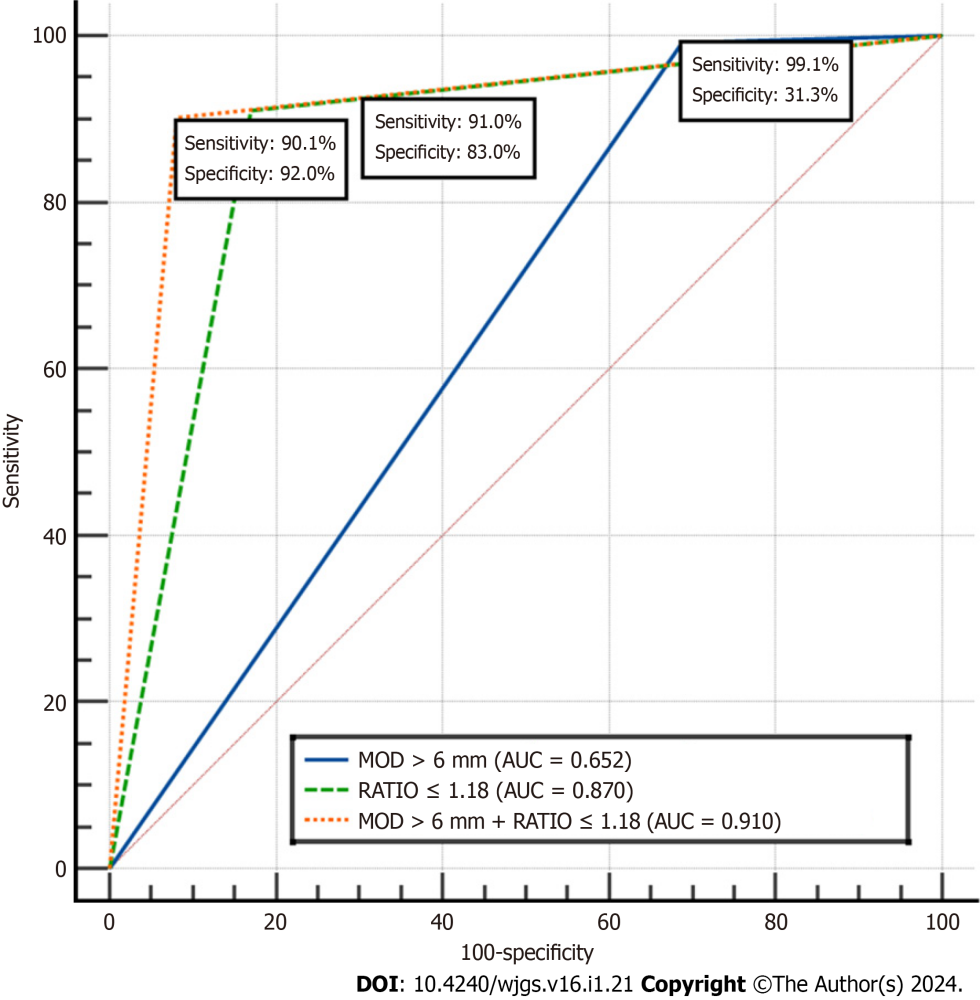 100
80
60
40
20
0
Sensitivity
Sensitivity: 99.1%
Specificity: 31.3%
Sensitivity: 91.0%
Specificity: 83.0%
Sensitivity: 90.1%
Specificity: 92.0%
MOD > 6 mm (AUC = 0.652)
RATIO ≤ 1.18 (AUC = 0.870)
MOD > 6 mm + RATIO ≤ 1.18 (AUC = 0.910)
0 20 40 60 80 100
100-specificity
DOI: 10.4240/wjgs.v16.i1.21 Copyright ©The Author(s) 2024.